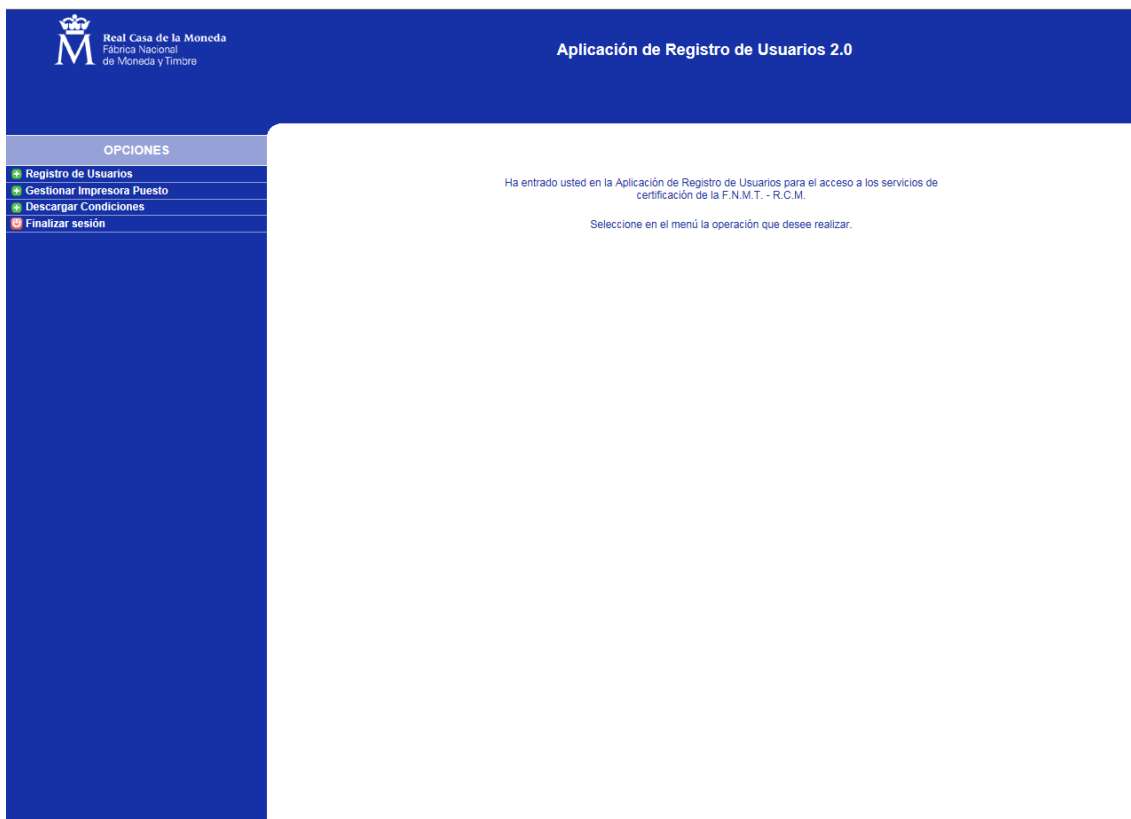 Real Casa de la Moneda
Fábrica Nacional
de Moneda y Timbre
Aplicación de Registro de Usuarios 2.0
OPCIONES
Registro de Usuarios
Gestionar Impresora Puesto
Descargar Condiciones
Finalizar sesión
Ha entrado usted en la Aplicación de Registro de Usuarios para el acceso a los servicios de
certificación de la F.N.M.T. - R.C.M.
Seleccione en el menú la operación que desee realizar.